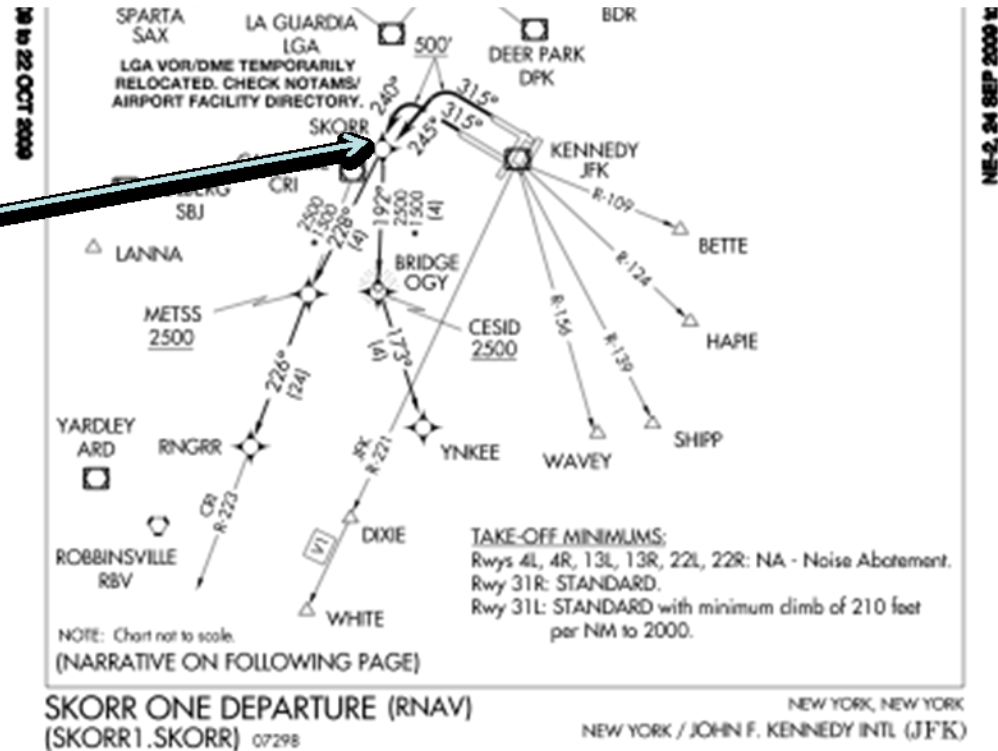 SPARTA
SAX
LA GUARDIA
LGA
500'
BDR
DEER PARK
DPK
LGA VOR/DME TEMPORARILY
RELOCATED. CHECK NOTAMS/
AIRPORT FACILITY DIRECTORY.
240°
315°
315°
245°
SKORR
CRI
SBJ
LANNA
KENNEDY
JFK
R-109
BETTE
R-124
HAPIE
R-139
SHIPP
R-156
WAVEY
2500
*1500
228°
(4)
192°
2500
*1500
(4)
BRIDGE
OGY
METSS
2500
CESID
2500
173°
(4)
226°
(24)
YARDLEY
ARD
RNGRR
YNKEE
JFK
R-221
CRI
R-223
ROBBINSVILLE
RBV
V1
DIXIE
WHITE
TAKE-OFF MINIMUMS:
Rwys 4L, 4R, 13L, 13R, 22L, 22R: NA - Noise Abatement.
Rwy 31R: STANDARD.
Rwy 31L: STANDARD with minimum climb of 210 feet
per NM to 2000.
NOTE: Chart not to scale.
(NARRATIVE ON FOLLOWING PAGE)
SKORR ONE DEPARTURE (RNAV)
(SKORR1.SKORR) 07298
NEW YORK, NEW YORK
NEW YORK / JOHN F. KENNEDY INTL (JFK)
to 22 OCT 2009
NE-2, 24 SEP 2009 to